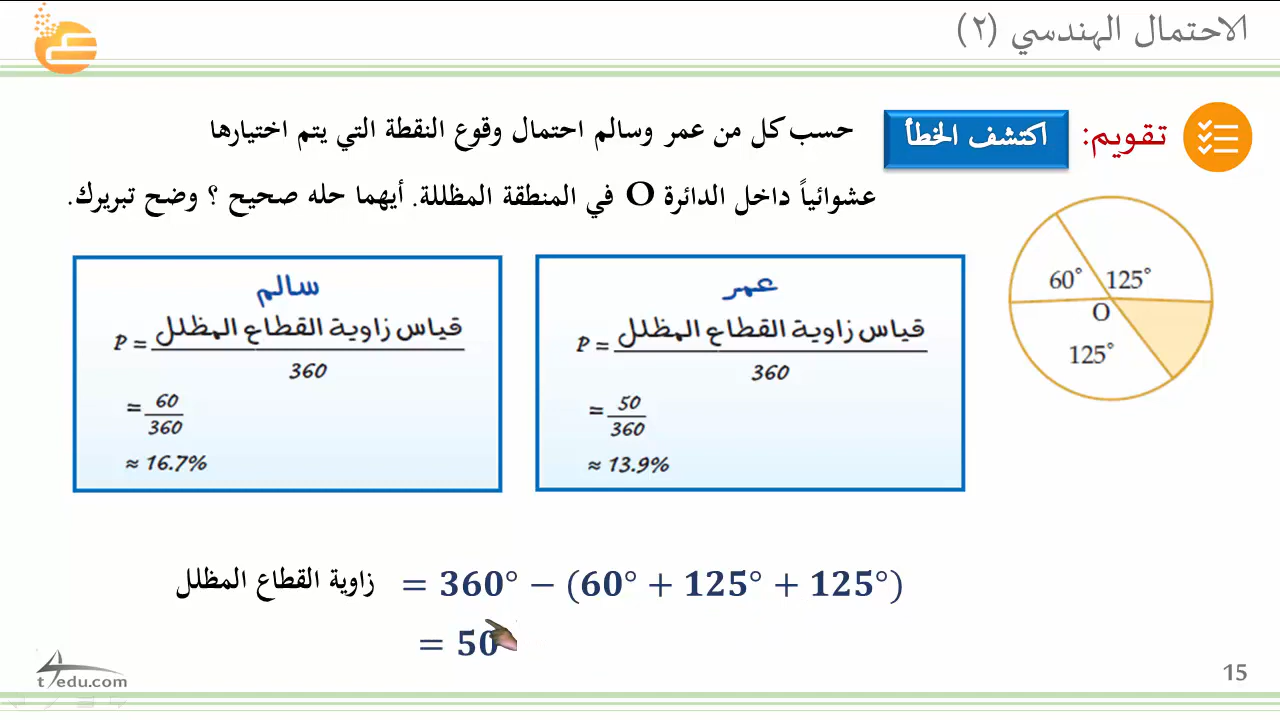 الاحتمال الهندسي (٢)
تقويم: اكتشف الخطأ حسب كل من عمر وسالم احتمال وقوع النقطة التي يتم اختيارها
عشوائياً داخل الدائرة O في المنطقة المظللة. أيهما حله صحيح ؟ وضح تبريرك.
60° 125°
O
125°
عمر
P = قياس زاوية القطاع المظلل
360
= 50
360
≈ 13.9%
سالم
P = قياس زاوية القطاع المظلل
360
= 60
360
≈ 16.7%
زاوية القطاع المظلل = 360° − (60° + 125° + 125°)
= 50
t4edu.com
15